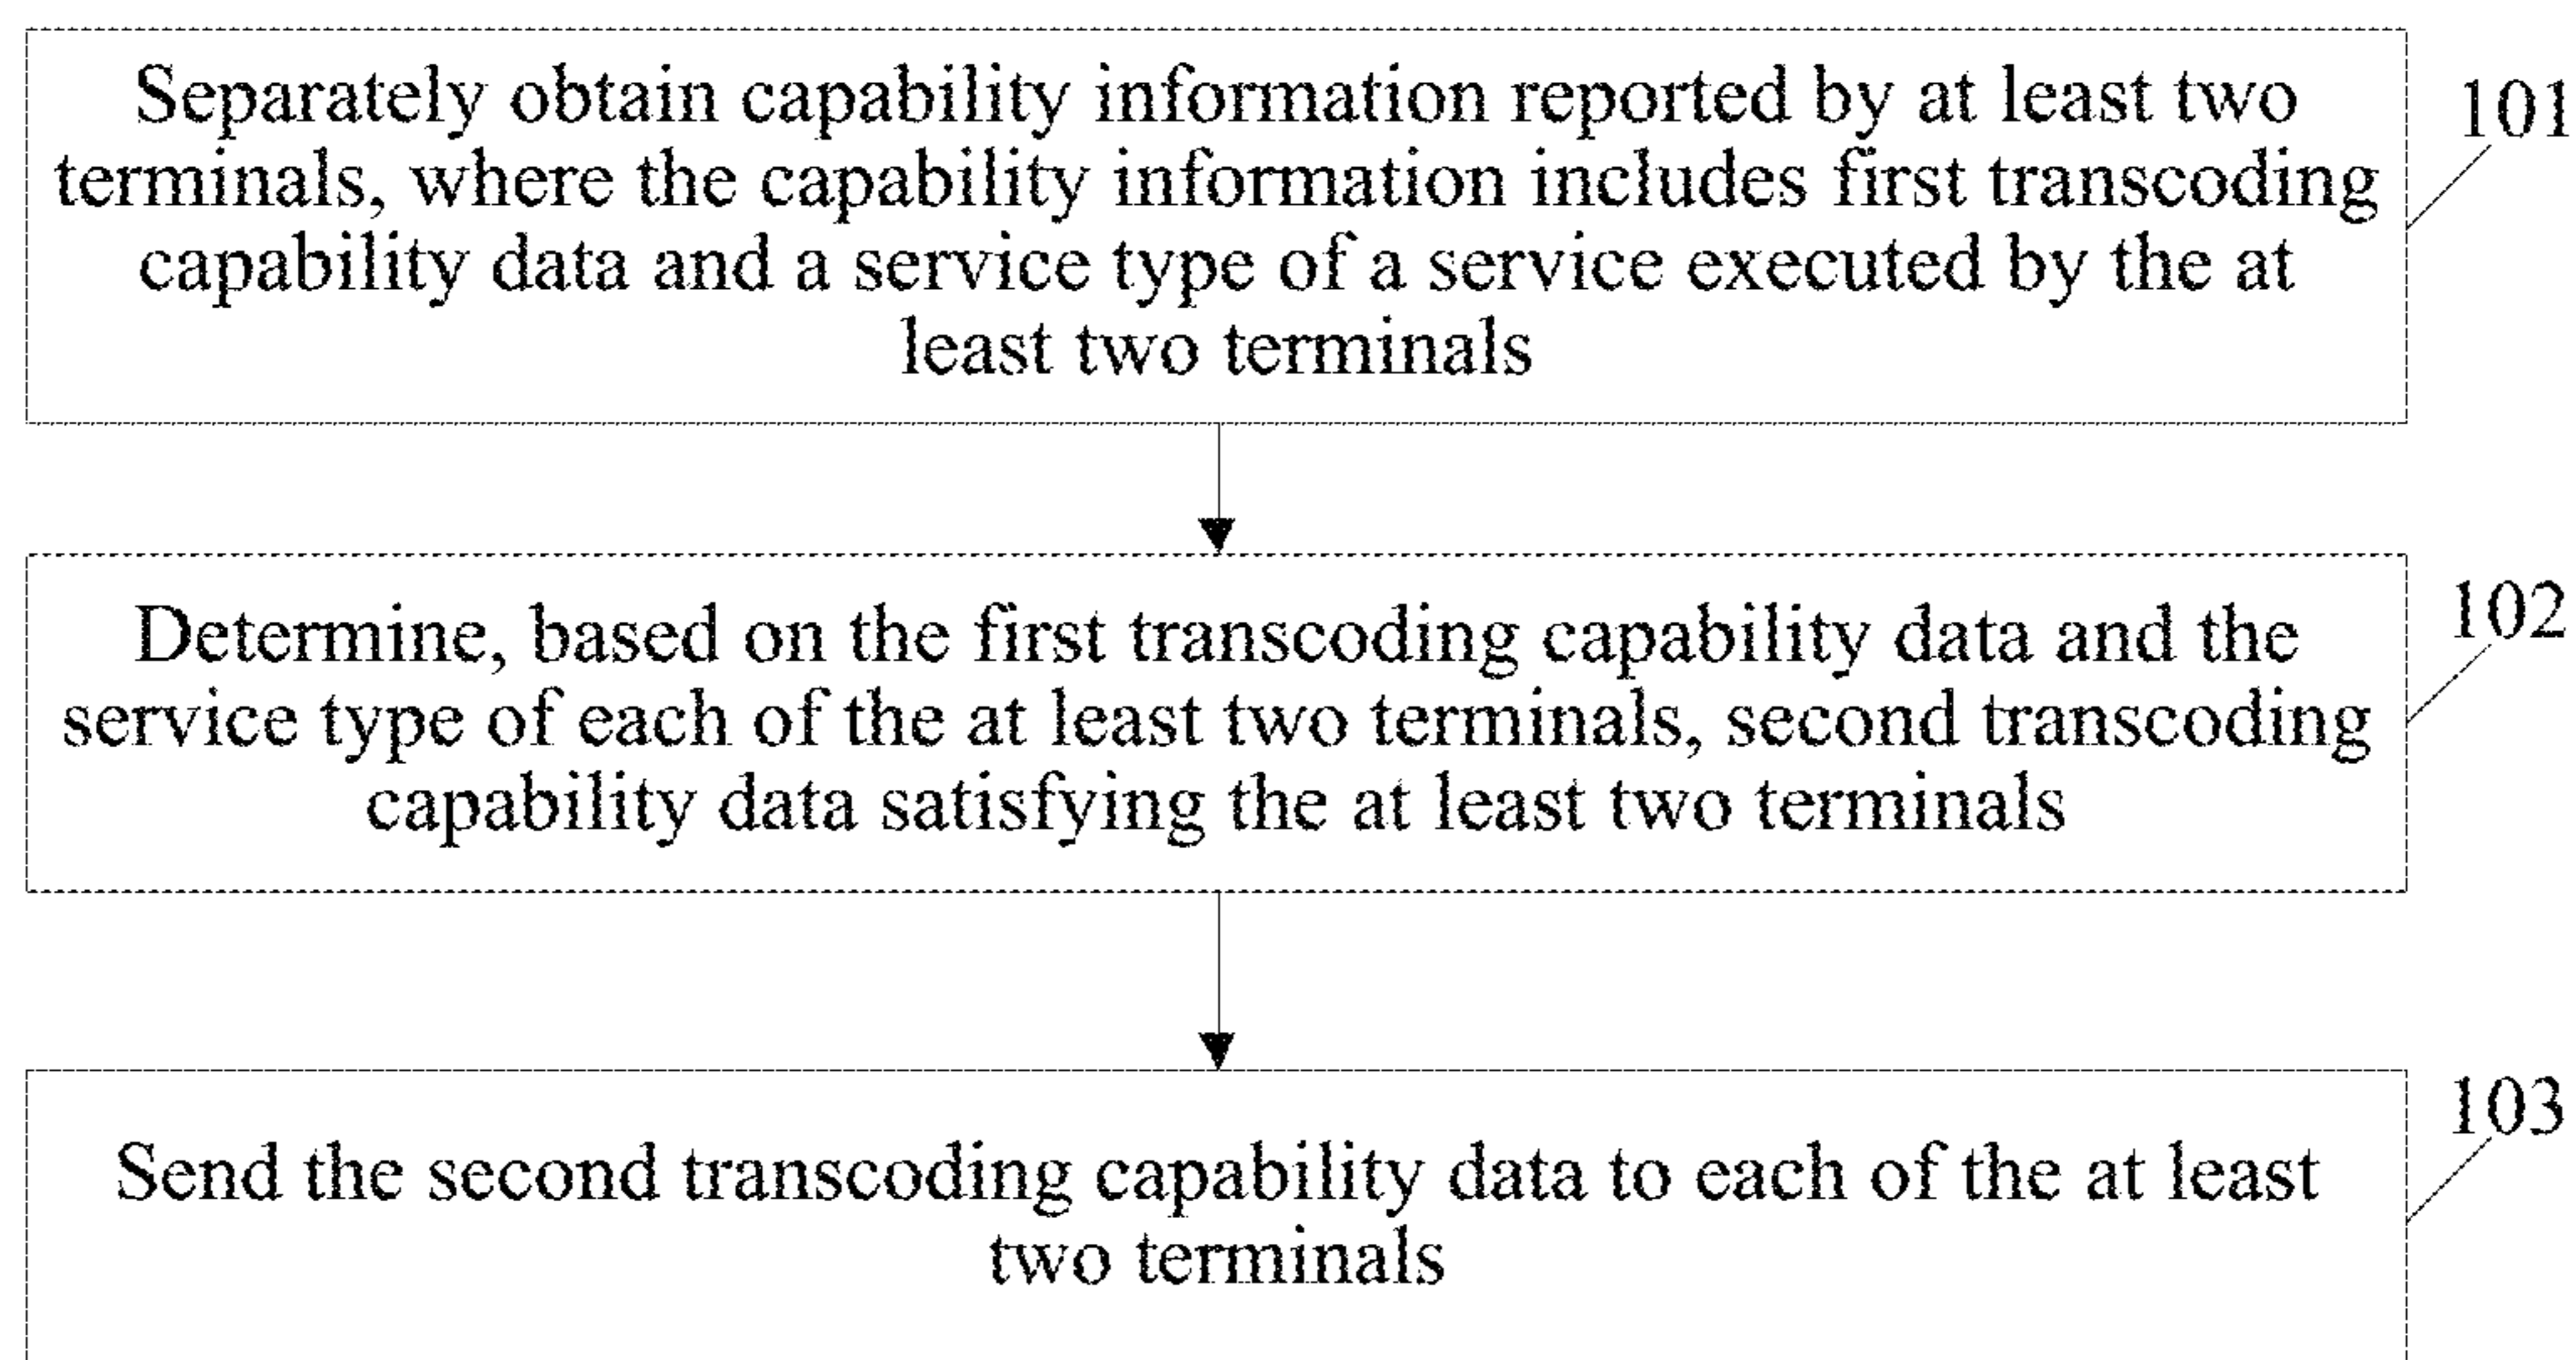 Separately obtain capability information reported by at least two
terminals, where the capability information includes first transcoding
capability data and a service type of a service executed by the at
least two terminals
101
Determine, based on the first transcoding capability data and the
service type of each of the at least two terminals, second transcoding
capability data satisfying the at least two terminals
102
Send the second transcoding capability data to each of the at least
two terminals
103